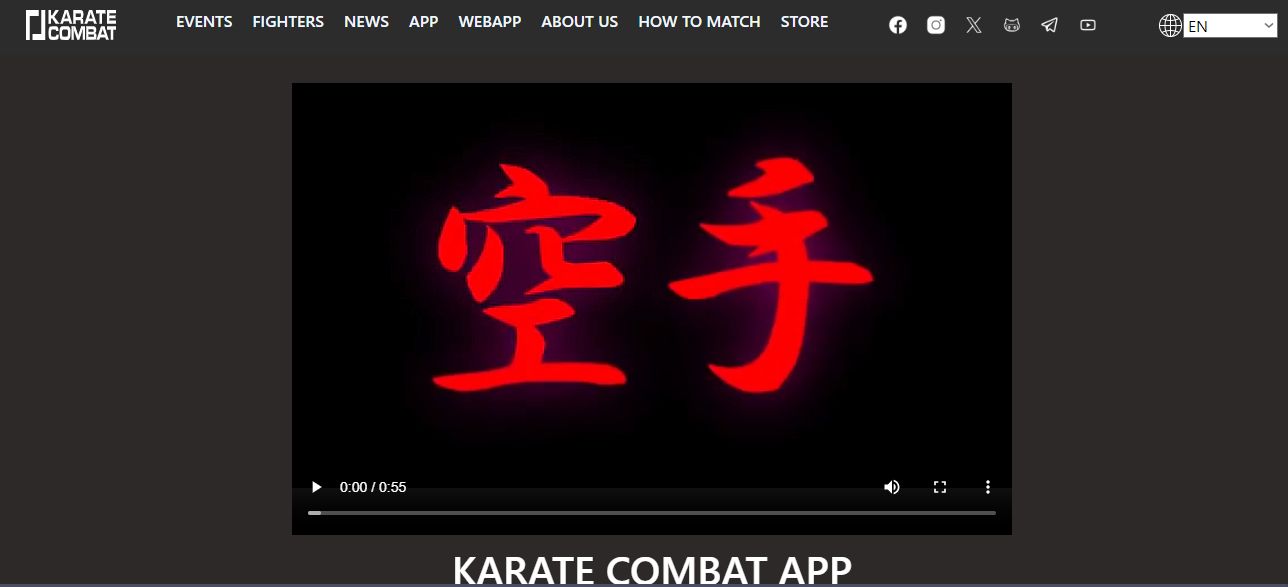 KARATE
COMBAT
EVENTS FIGHTERS NEWS APP WEBAPP ABOUT US HOW TO MATCH STORE
EN
空手
0:00 / 0:55
KARATE COMBAT APP